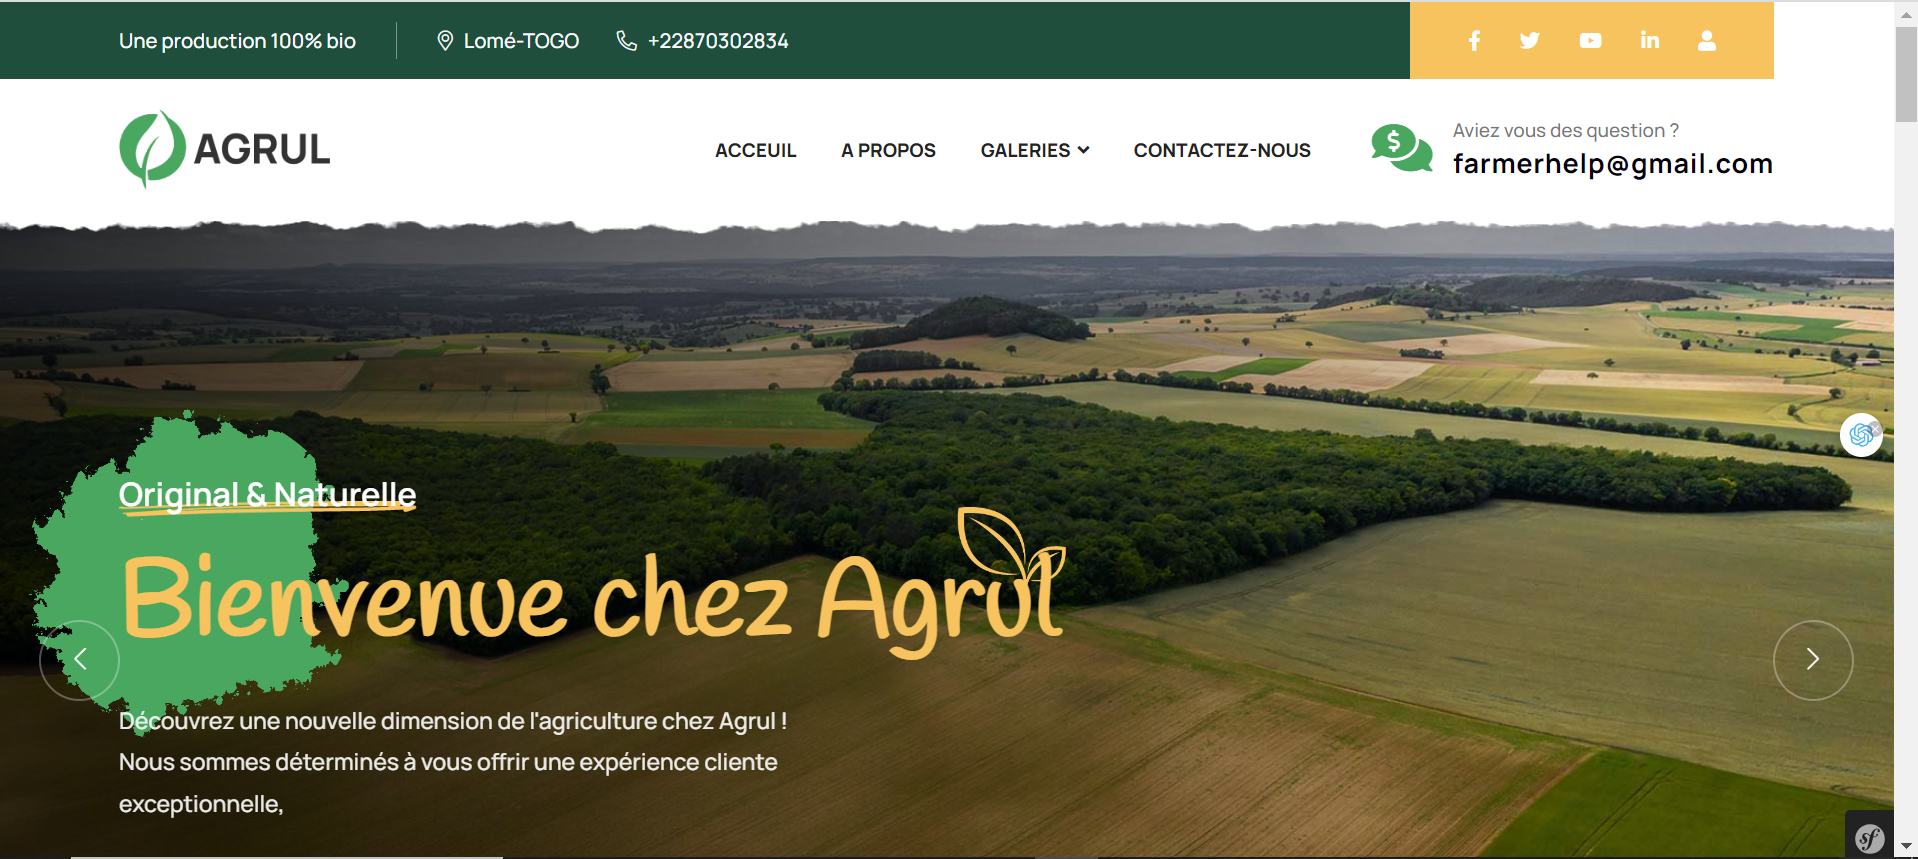 Une production 100% bio
Lomé-TOGO
+22870302834
AGRUL
ACCEUIL
A PROPOS
GALERIES
CONTACTEZ-NOUS
Aviez vous des question ?
farmerhelp@gmail.com
Original & Naturelle
Bienvenue chez Agrul
Découvrez une nouvelle dimension de l'agriculture chez Agrul !
Nous sommes déterminés à vous offrir une expérience cliente
exceptionnelle,
sf